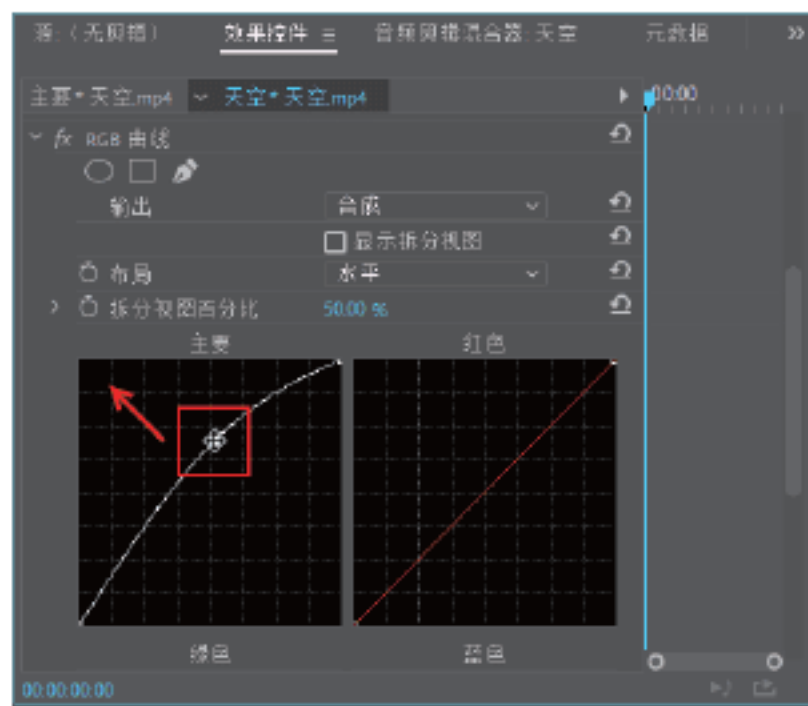 源:（无剪辑） 效果控件 ≡ 音频剪辑混合器:天空 元数据 »
主要*天空.mp4 天空*天空.mp4 00:00
fx RGB 曲线
输出 合成
显示拆分视图
布局 水平
拆分视图百分比 50.00 %
主要 红色
绿色 蓝色
00:00:00:00